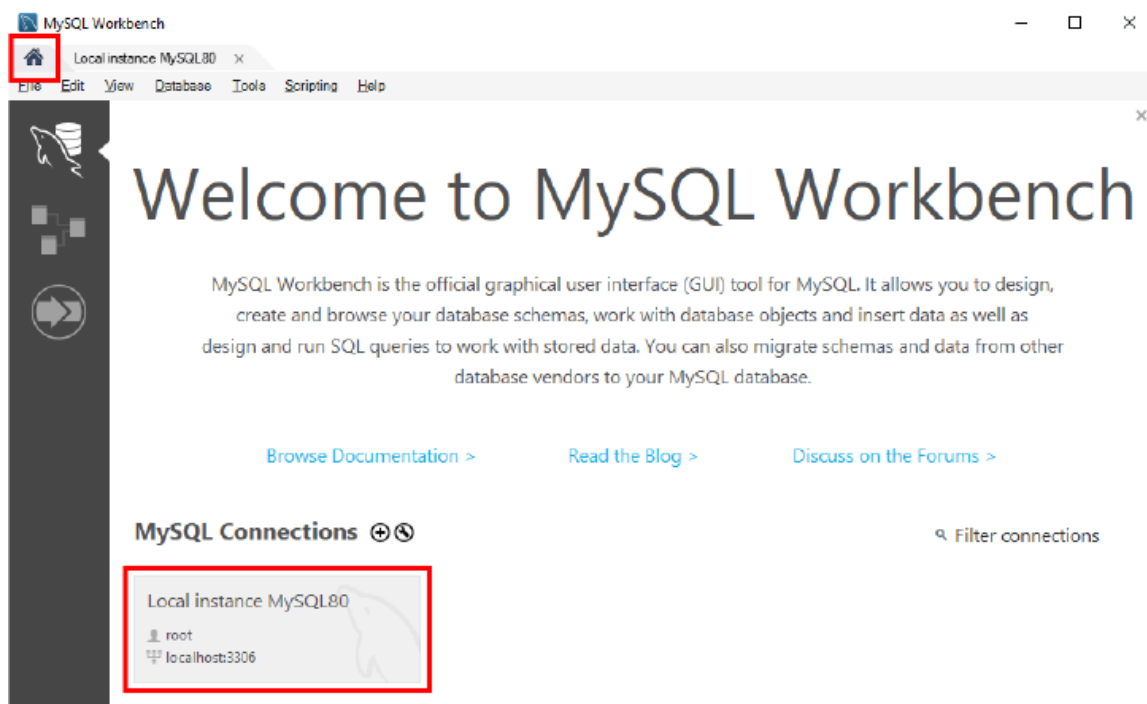 MySQL Workbench
Local instance MySQL80
File Edit View Database Tools Scripting Help
Welcome to MySQL Workbench
MySQL Workbench is the official graphical user interface (GUI) tool for MySQL. It allows you to design,
create and browse your database schemas, work with database objects and insert data as well as
design and run SQL queries to work with stored data. You can also migrate schemas and data from other
database vendors to your MySQL database.
Browse Documentation > Read the Blog > Discuss on the Forums >
MySQL Connections Filter connections
Local instance MySQL80
root
localhost:3306